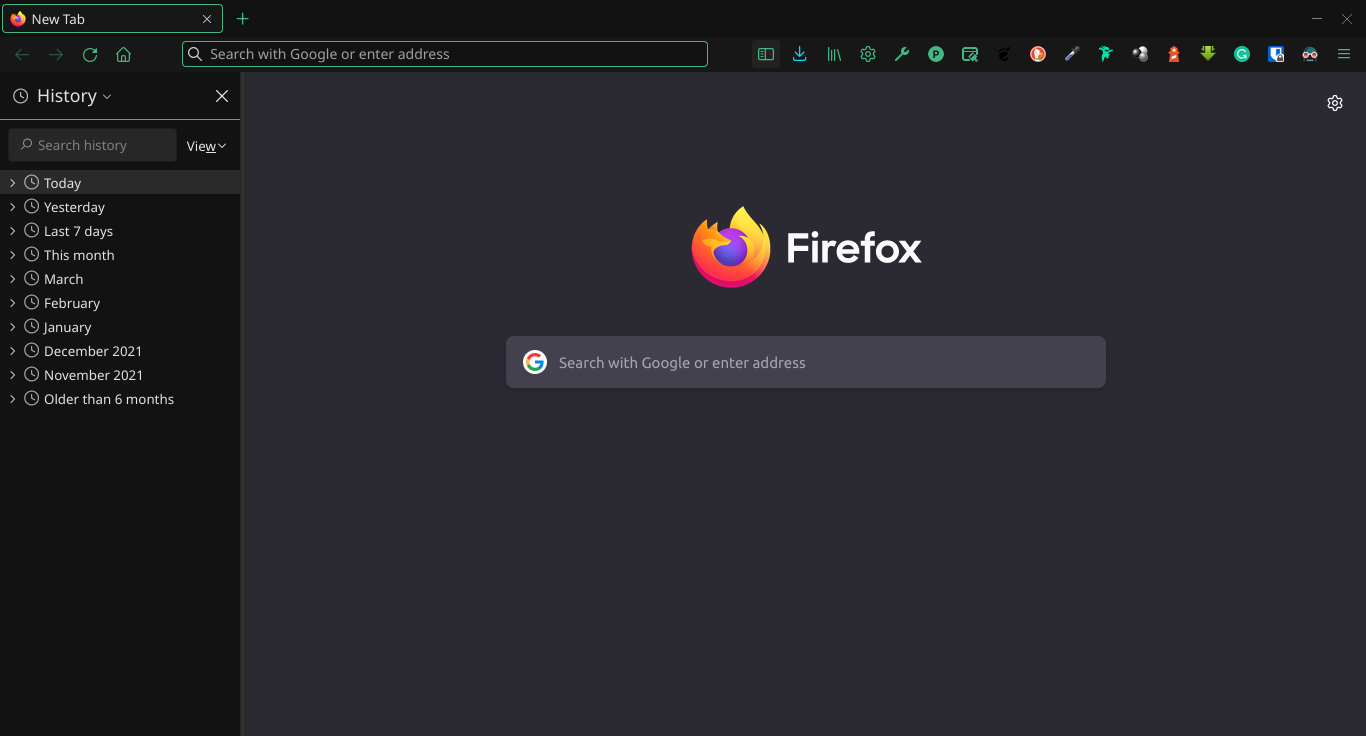 New Tab
Search with Google or enter address
History
Search history
View
Today
Yesterday
Last 7 days
This month
March
February
January
December 2021
November 2021
Older than 6 months
Firefox
Search with Google or enter address